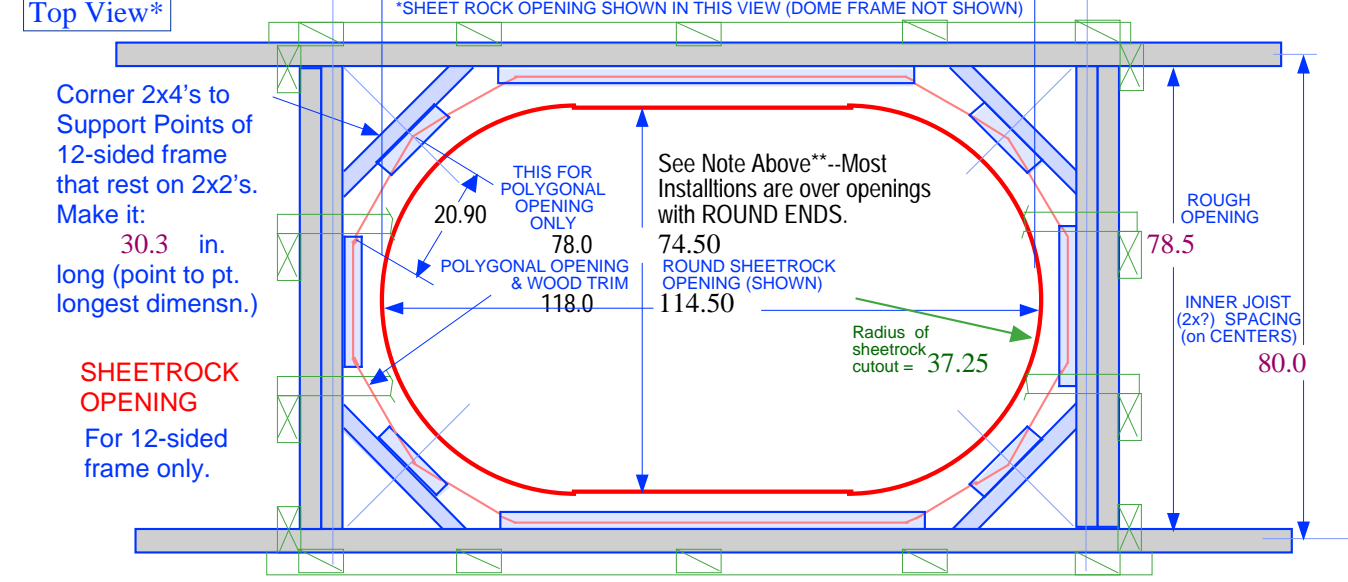 Top View*
*SHEET ROCK OPENING SHOWN IN THIS VIEW (DOME FRAME NOT SHOWN)
Corner 2x4's to
Support Points of
12-sided frame
that rest on 2x2's.
Make it:
30.3 in.
long (point to pt.
longest dimensn.)
SHEETROCK
OPENING
For 12-sided
frame only.
20.90
THIS FOR
POLYGONAL
OPENING
ONLY
78.0
POLYGONAL OPENING
& WOOD TRIM
118.0
See Note Above**--Most
Installtions are over openings
with ROUND ENDS.
74.50
ROUND SHEETROCK
OPENING (SHOWN)
114.50
Radius of
sheetrock
cutout = 37.25
ROUGH
OPENING
78.5
INNER JOIST
(2x?) SPACING
(on CENTERS)
80.0